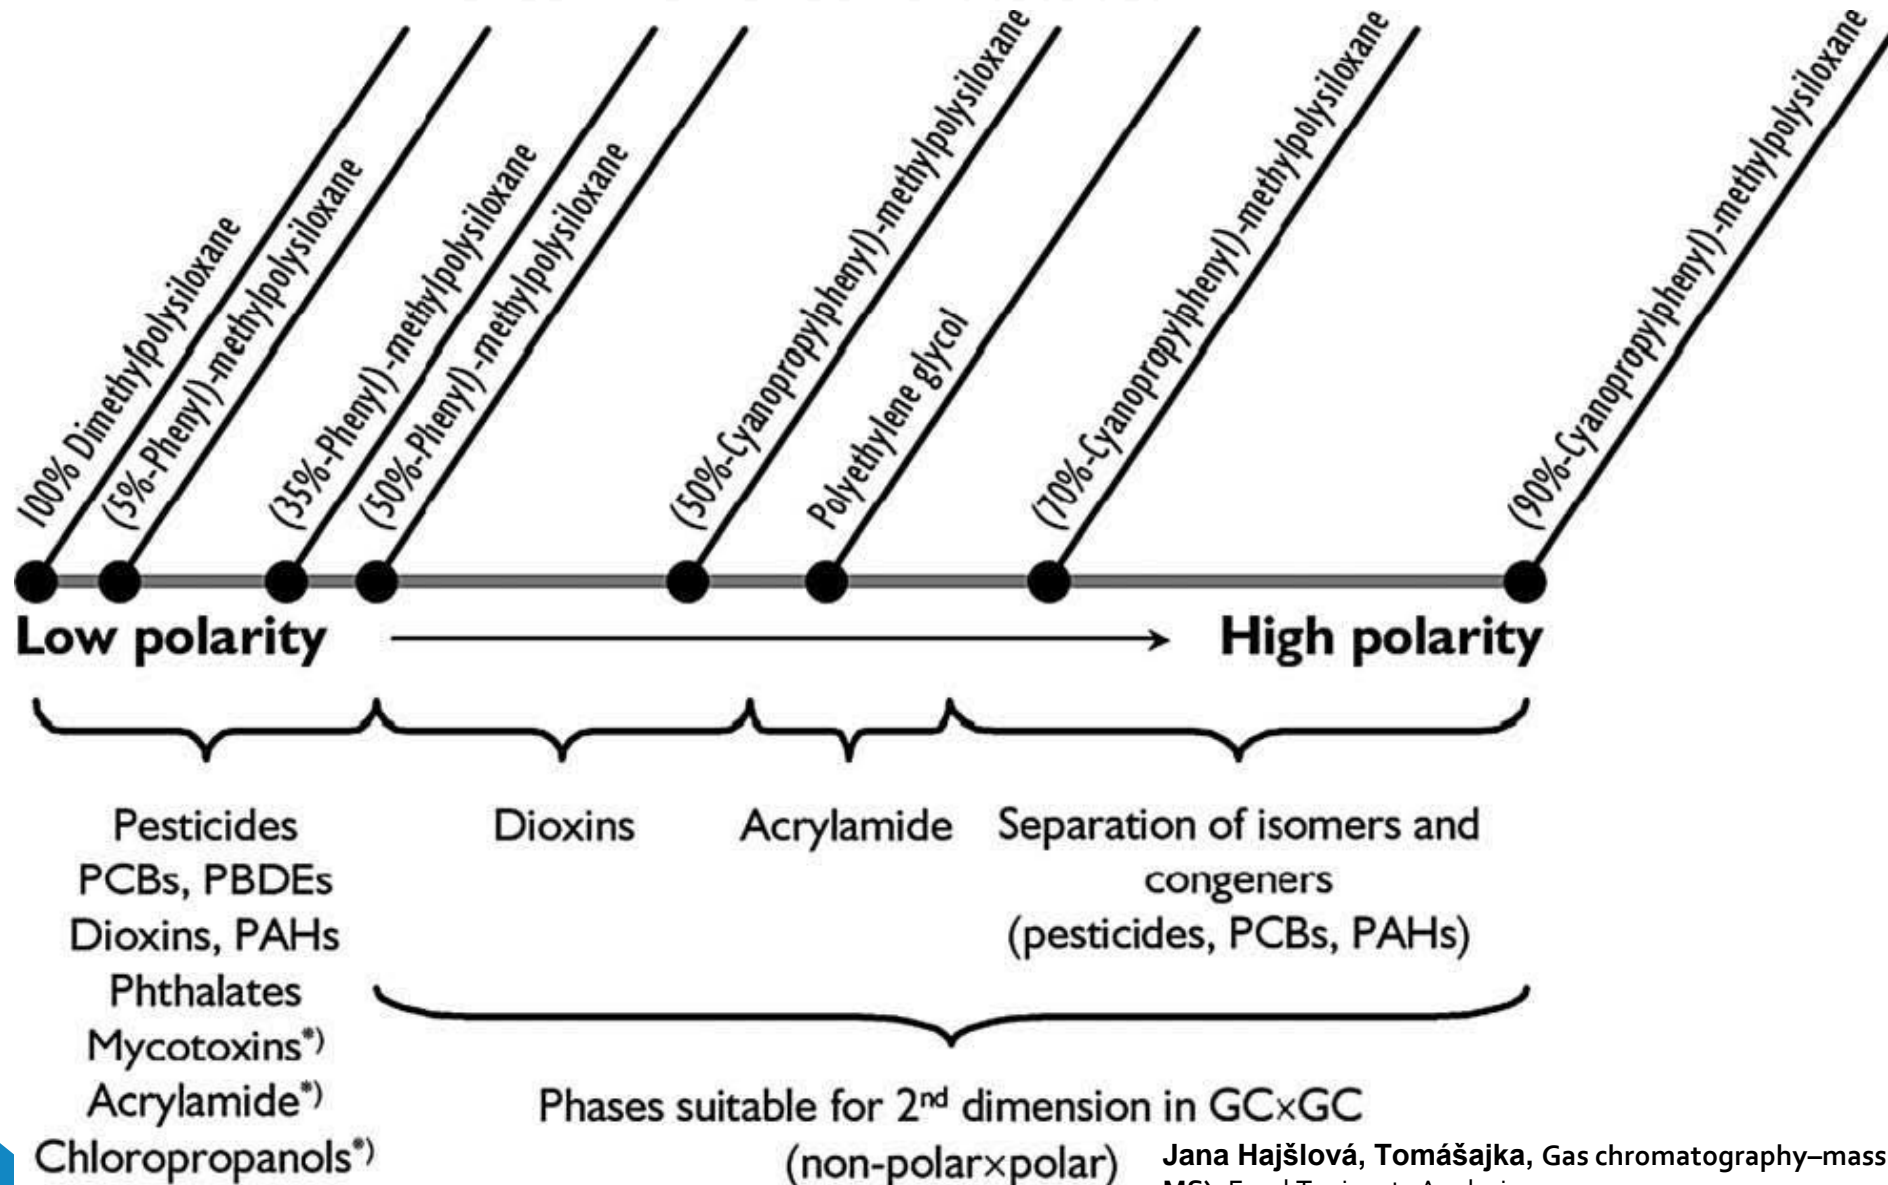 100% Dimethylpolysiloxane
(5%-Phenyl)-methylpolysiloxane
(35%-Phenyl)-methylpolysiloxane
(50%-Phenyl)-methylpolysiloxane
(50%-Cyanopropylphenyl)-methylpolysiloxane
Polyethylene glycol
(70%-Cyanopropylphenyl)-methylpolysiloxane
(90%-Cyanopropylphenyl)-methylpolysiloxane
Low polarity
High polarity
Pesticides
PCBs, PBDEs
Dioxins, PAHs
Phthalates
Mycotoxins*)
Acrylamide*)
Chloropropanols*)
Dioxins
Acrylamide
Separation of isomers and
congeners
(pesticides, PCBs, PAHs)
Phases suitable for 2nd dimension in GC×GC
(non-polar×polar)
Jana Hajšlová, Tomášajka, Gas chromatography–mass